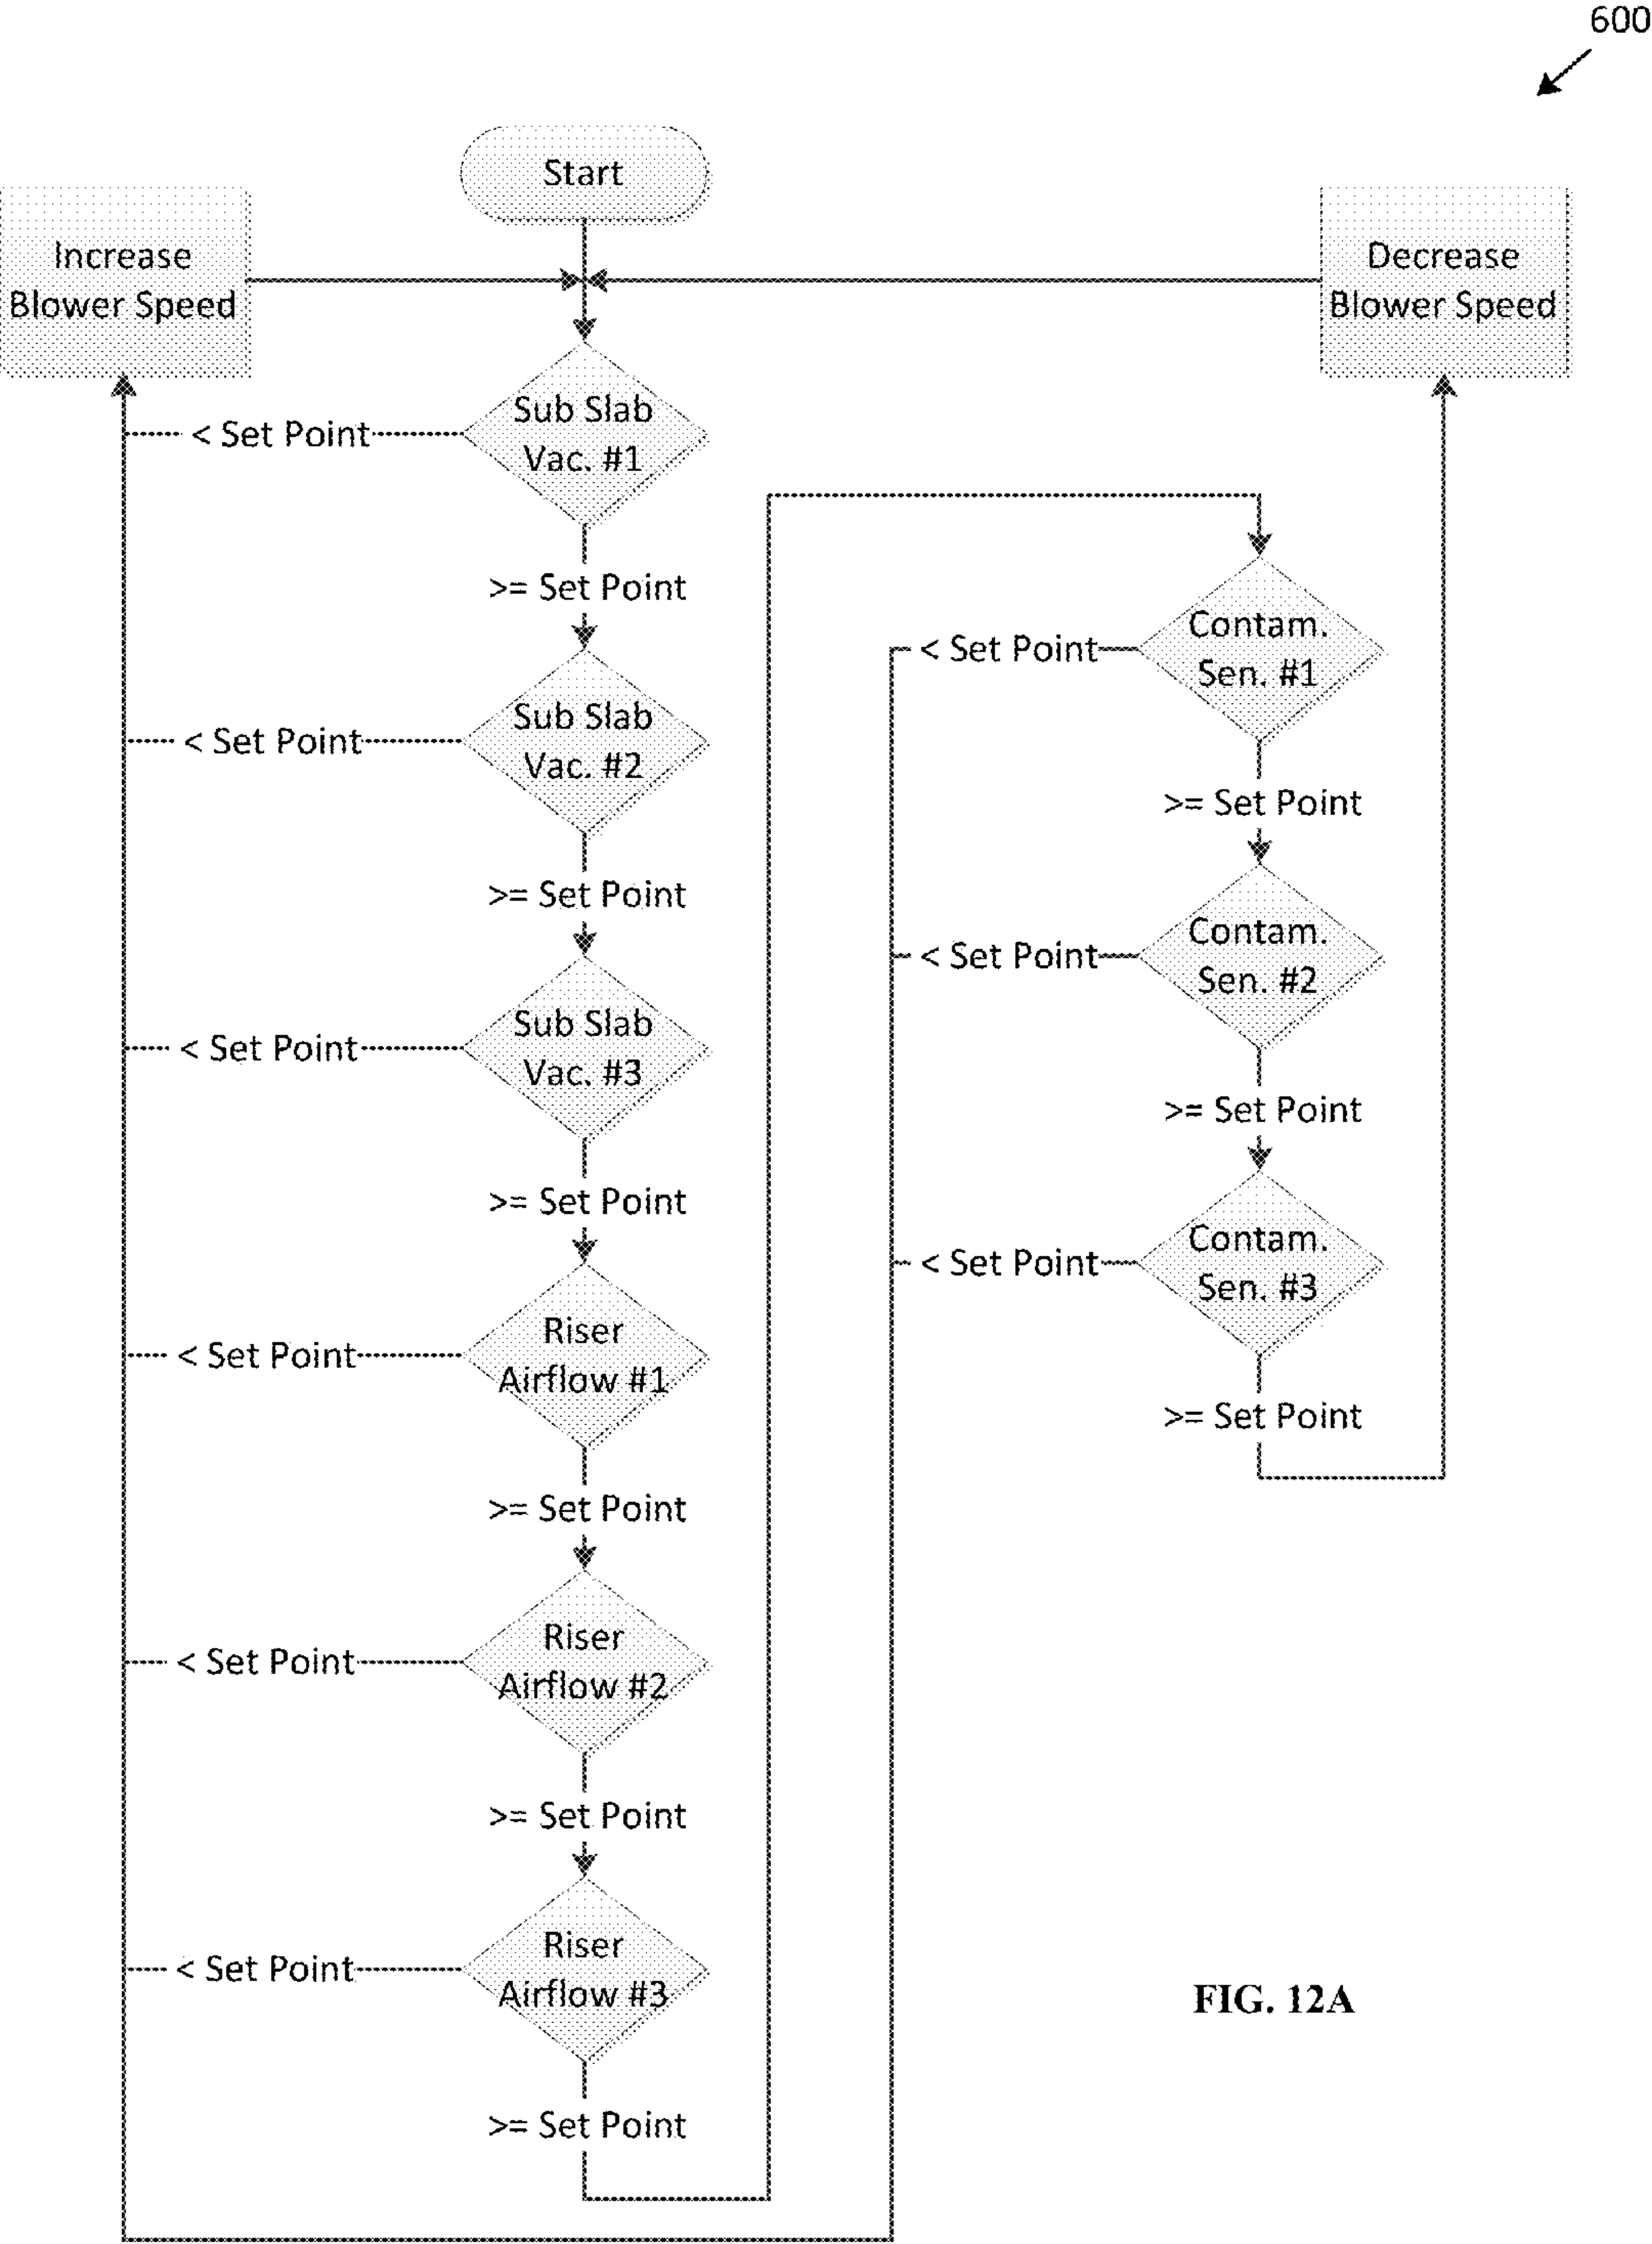 600
Start
Increase
Blower Speed
Decrease
Blower Speed
Sub Slab
Vac. #1
< Set Point
>= Set Point
Sub Slab
Vac. #2
< Set Point
>= Set Point
Sub Slab
Vac. #3
< Set Point
>= Set Point
Riser
Airflow #1
< Set Point
>= Set Point
Riser
Airflow #2
< Set Point
>= Set Point
Riser
Airflow #3
< Set Point
>= Set Point
Contam.
Sen. #1
< Set Point
>= Set Point
Contam.
Sen. #2
< Set Point
>= Set Point
Contam.
Sen. #3
< Set Point
>= Set Point
FIG. 12A